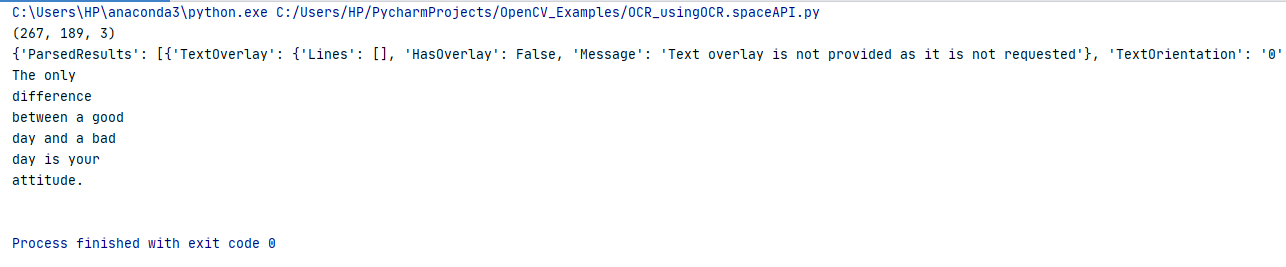 C:\Users\HP\anaconda3\python.exe C:/Users/HP/PycharmProjects/OpenCV_Examples/OCR_usingOCR.spaceAPI.py
(267, 189, 3)
{'ParsedResults': [{'TextOverlay': {'Lines': [], 'HasOverlay': False, 'Message': 'Text overlay is not provided as it is not requested'}, 'TextOrientation': '0'
The only
difference
between a good
day and a bad
day is your
attitude.
Process finished with exit code 0